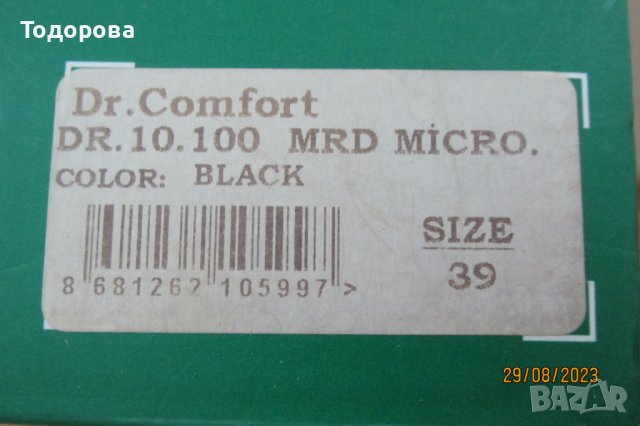 Тодорова
Dr.Comfort
DR.10.100 MRD MİCRO.
COLOR: BLACK
SIZE
39
8 681262 105997 >
29/08/2023
BAZAR